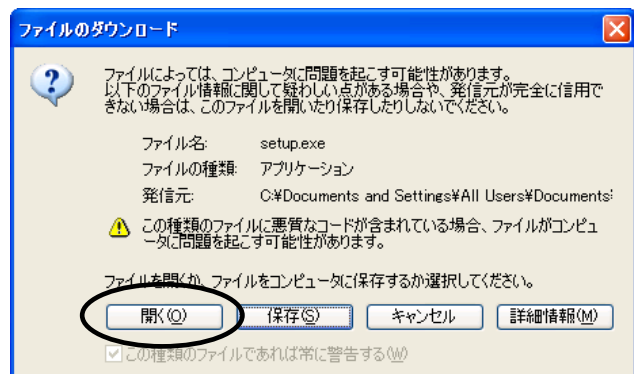 ファイルのダウンロード
ファイルによっては、コンピュータに問題を起こす可能性があります。
以下のファイル情報に関して疑わしい点がある場合や、発信元が完全に信用で
きない場合は、このファイルを開いたり保存したりしないでください。
ファイル名: setup.exe
ファイルの種類: アプリケーション
発信元: C:¥Documents and Settings¥All Users¥Documents
この種類のファイルに悪質なコードが含まれている場合、ファイルがコンピュ
ータに問題を起こす可能性があります。
ファイルを開くか、ファイルをコンピュータに保存するか選択してください。
開く(O) 保存(S) キャンセル 詳細情報(M)
この種類のファイルであれば常に警告する(W)